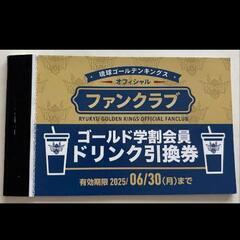 琉球ゴールデンキングス
オフィシャル
ファンクラブ
RYUKYU GOLDEN KINGS OFFICIAL FANCLUB
ゴールド学割会員
ドリンク引換券
有効期限 2025/06/30(月)まで